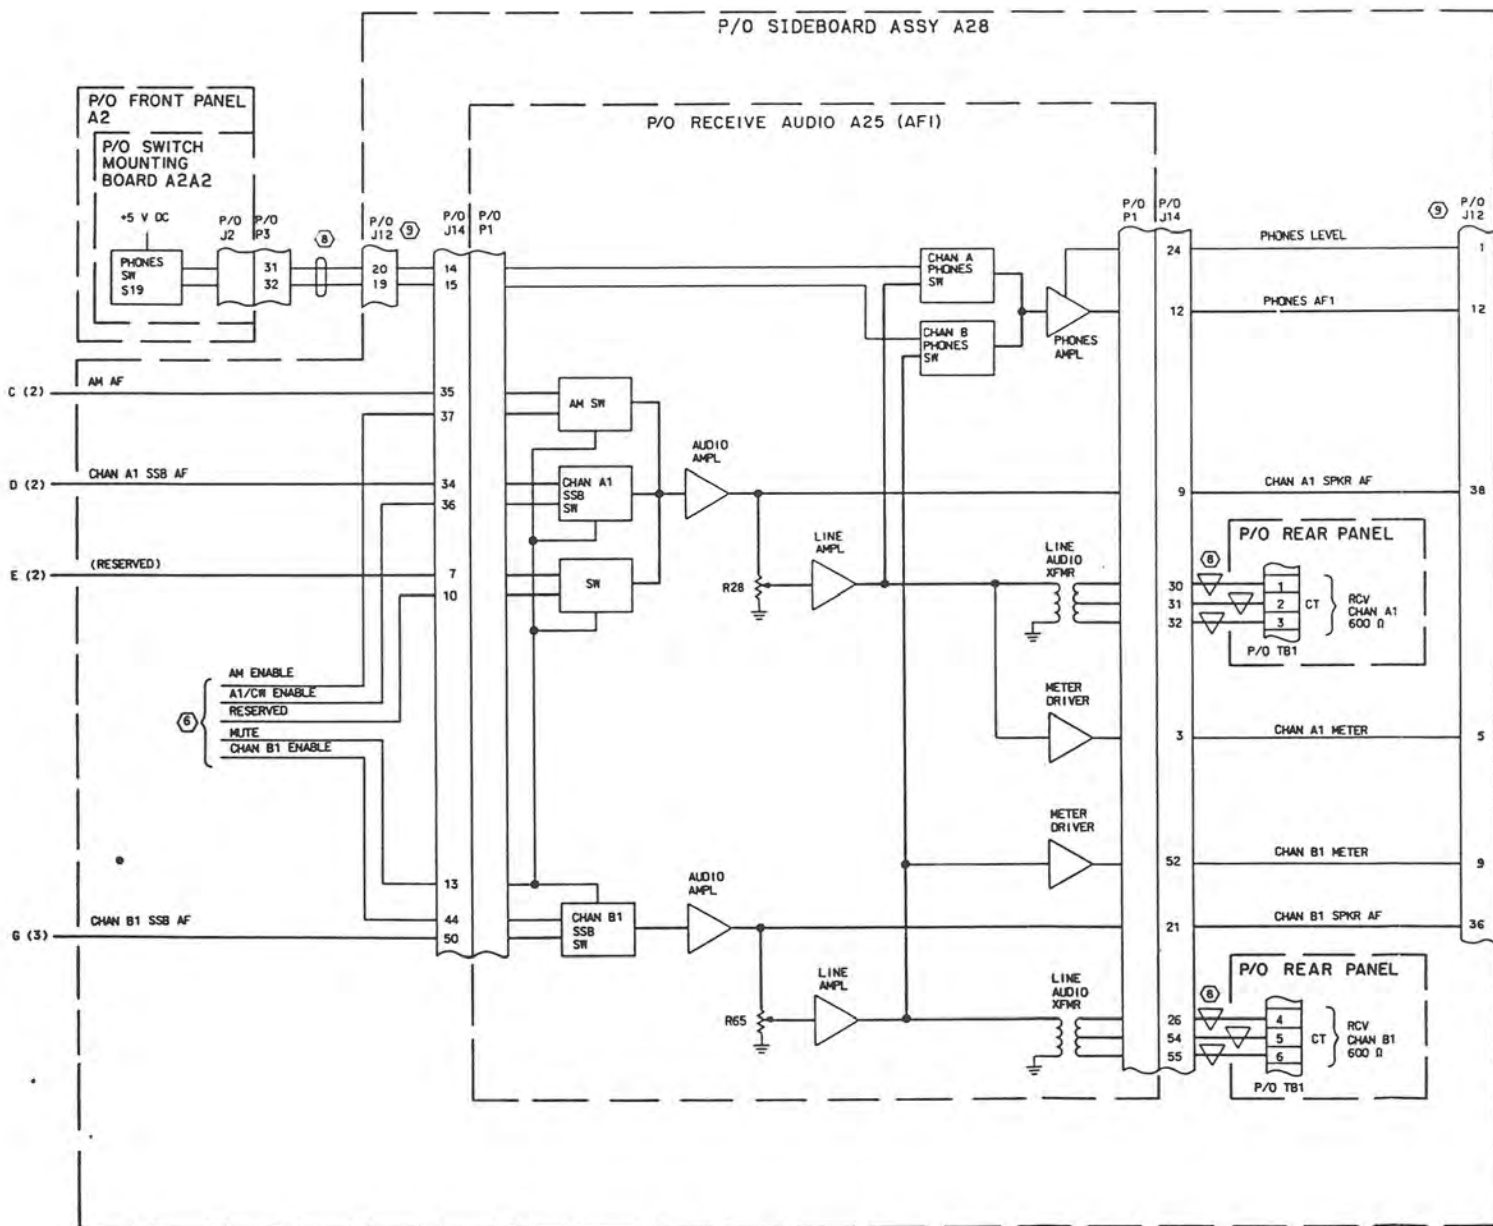 P/O SIDEBOARD ASSY A28
P/O FRONT PANEL
A2
P/O SWITCH
MOUNTING
BOARD A2A2
+5 V DC
PHONES
SW
S19
P/O
J2
P/O
P3
31
32
8
P/O
J12
9
20
19
P/O RECEIVE AUDIO A25 (AF1)
P/O
J14
P/O
P1
14
15
CHAN A
PHONES
SW
CHAN B
PHONES
SW
PHONES
AMPL
P/O
P1
P/O
J14
24
PHONES LEVEL
12
PHONES AF1
9
P/O
J12
1
12
C (2)
AM AF
35
37
AM SW
D (2)
CHAN A1 SSB AF
34
36
CHAN A1
SSB
SW
AUDIO
AMPL
9
CHAN A1 SPKR AF
38
E (2)
(RESERVED)
7
10
SW
R28
LINE
AMPL
LINE
AUDIO
XFMR
30
31
32
P/O REAR PANEL
1
2
3
CT
RCV
CHAN A1
600 Ω
P/O TB1
6
AM ENABLE
A1/CW ENABLE
RESERVED
MUTE
CHAN B1 ENABLE
METER
DRIVER
3
CHAN A1 METER
5
METER
DRIVER
52
CHAN B1 METER
9
13
G (3)
CHAN B1 SSB AF
44
50
CHAN B1
SSB
SW
AUDIO
AMPL
21
CHAN B1 SPKR AF
36
R65
LINE
AMPL
LINE
AUDIO
XFMR
26
54
55
P/O REAR PANEL
4
5
6
CT
RCV
CHAN B1
600 Ω
P/O TB1